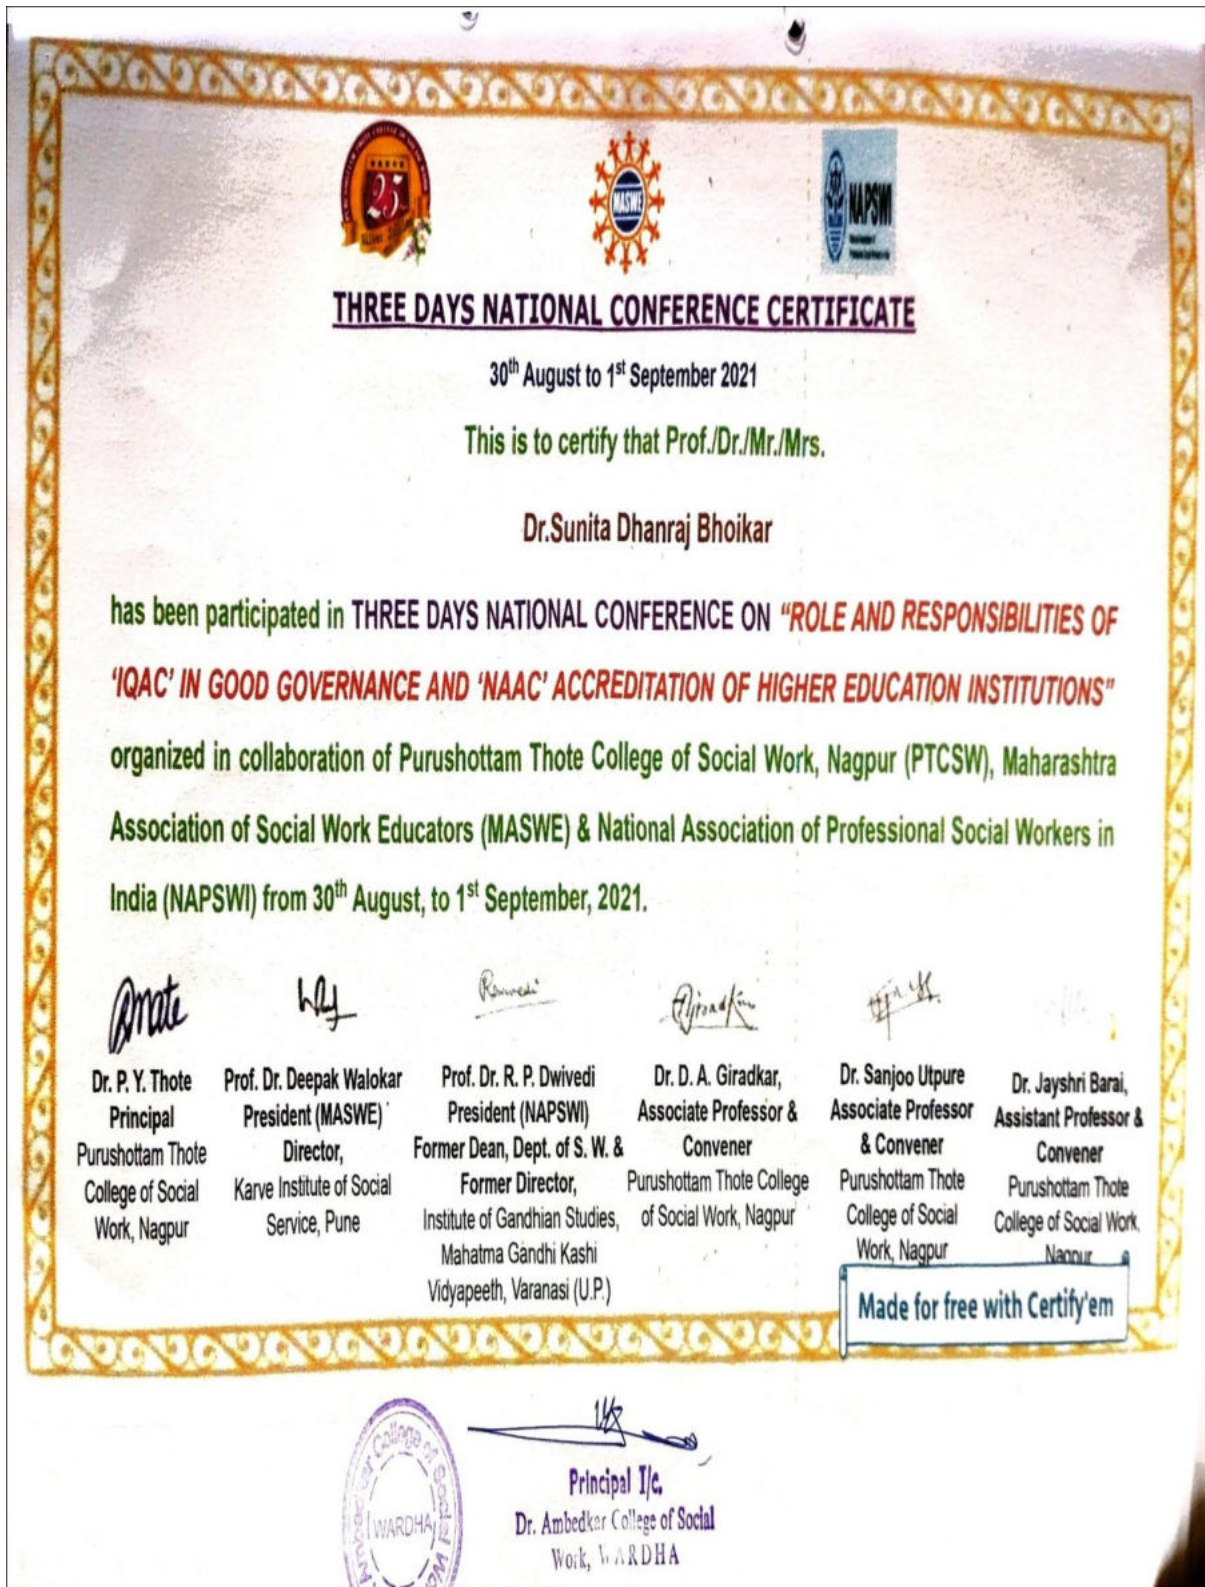 25
MASWE
NAPSWI
THREE DAYS NATIONAL CONFERENCE CERTIFICATE
30th August to 1st September 2021
This is to certify that Prof./Dr./Mr./Mrs.
Dr.Sunita Dhanraj Bhoikar
has been participated in THREE DAYS NATIONAL CONFERENCE ON “ROLE AND RESPONSIBILITIES OF
‘IQAC’ IN GOOD GOVERNANCE AND ‘NAAC’ ACCREDITATION OF HIGHER EDUCATION INSTITUTIONS”
organized in collaboration of Purushottam Thote College of Social Work, Nagpur (PTCSW), Maharashtra
Association of Social Work Educators (MASWE) & National Association of Professional Social Workers in
India (NAPSWI) from 30th August, to 1st September, 2021.
Dr. P. Y. Thote
Principal
Purushottam Thote
College of Social
Work, Nagpur
Prof. Dr. Deepak Walokar
President (MASWE)
Director,
Karve Institute of Social
Service, Pune
Prof. Dr. R. P. Dwivedi
President (NAPSWI)
Former Dean, Dept. of S. W. &
Former Director,
Institute of Gandhian Studies,
Mahatma Gandhi Kashi
Vidyapeeth, Varanasi (U.P.)
Dr. D. A. Giradkar,
Associate Professor &
Convener
Purushottam Thote College
of Social Work, Nagpur
Dr. Sanjoo Utpure
Associate Professor
& Convener
Purushottam Thote
College of Social
Work, Nagpur
Dr. Jayshri Barai,
Assistant Professor &
Convener
Purushottam Thote
College of Social Work,
Nagpur
Made for free with Certify'em
College of Social
WARDHA
Principal I/c.
Dr. Ambedkar College of Social
Work, WARDHA